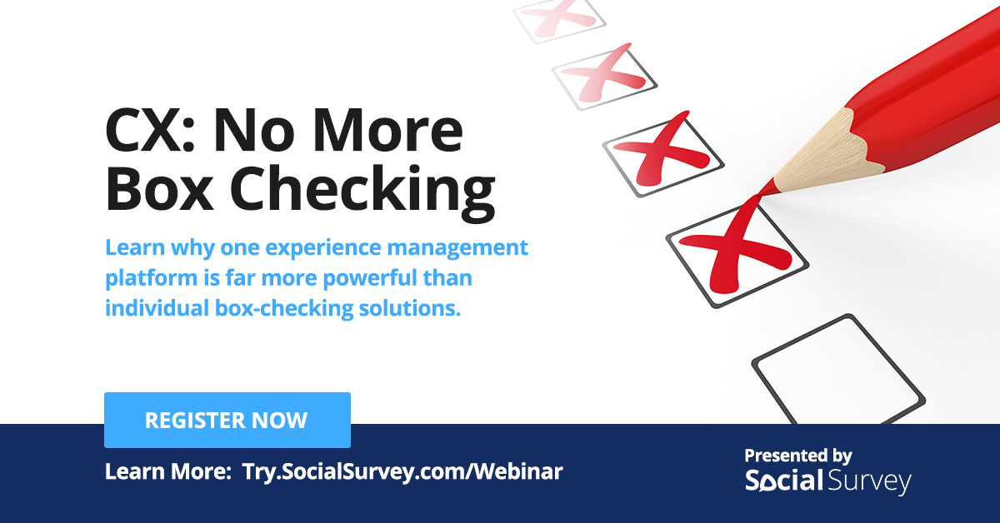 CX: No More
Box Checking
Learn why one experience management
platform is far more powerful than
individual box-checking solutions.
REGISTER NOW
Learn More: Try.SocialSurvey.com/Webinar
Presented by
SocialSurvey